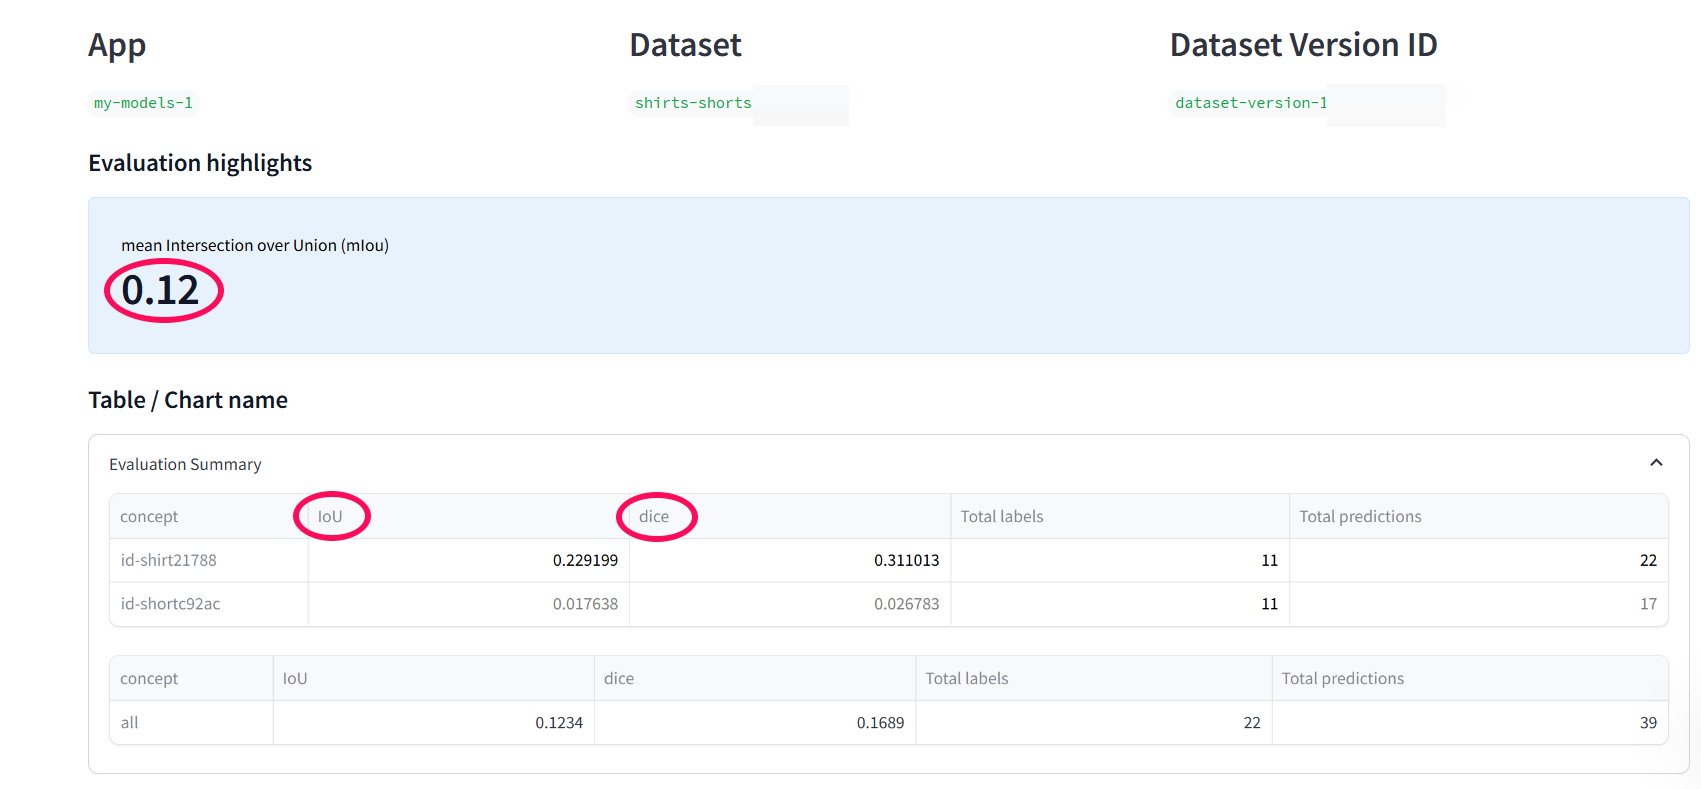 App Dataset Dataset Version ID
my-models-1 shirts-shorts dataset-version-1
Evaluation highlights
mean Intersection over Union (mIou)
0.12
Table / Chart name
Evaluation Summary
concept IoU dice Total labels Total predictions
id-shirt21788 0.229199 0.311013 11 22
id-shortc92ac 0.017638 0.026783 11 17
concept IoU dice Total labels Total predictions
all 0.1234 0.1689 22 39